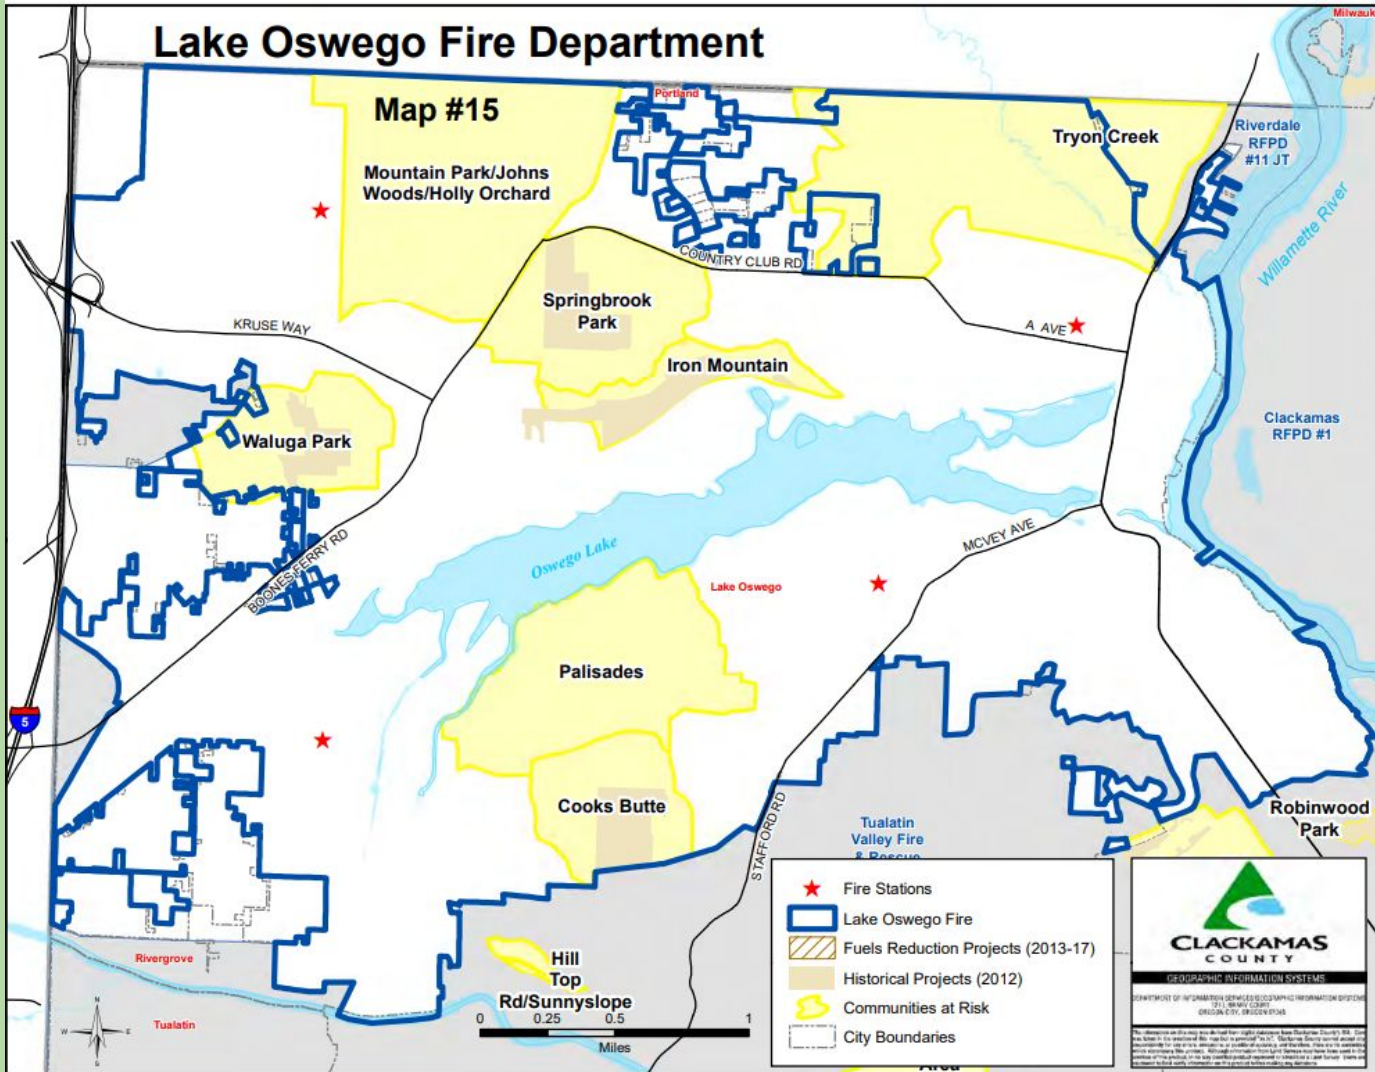 Lake Oswego Fire Department
Map #15
Portland
Tryon Creek
Riverdale
RFPD
#11 JT
Mountain Park/Johns
Woods/Holly Orchard
Willamette River
COUNTRY CLUB RD
Springbrook
Park
KRUSE WAY
A AVE
Iron Mountain
Clackamas
RFPD #1
Waluga Park
MCVEY AVE
Oswego Lake
BOONES FERRY RD
Lake Oswego
Palisades
5
Cooks Butte
STAFFORD RD
Robinwood
Park
Tualatin
Valley Fire
& Rescue
Fire Stations
Lake Oswego Fire
Fuels Reduction Projects (2013-17)
Historical Projects (2012)
Communities at Risk
City Boundaries
CLACKAMAS
COUNTY
GEOGRAPHIC INFORMATION SYSTEMS
Rivergrove
Hill
Top
Rd/Sunnyslope
Tualatin
N
W E
S
0 0.25 0.5 1
Miles
Area